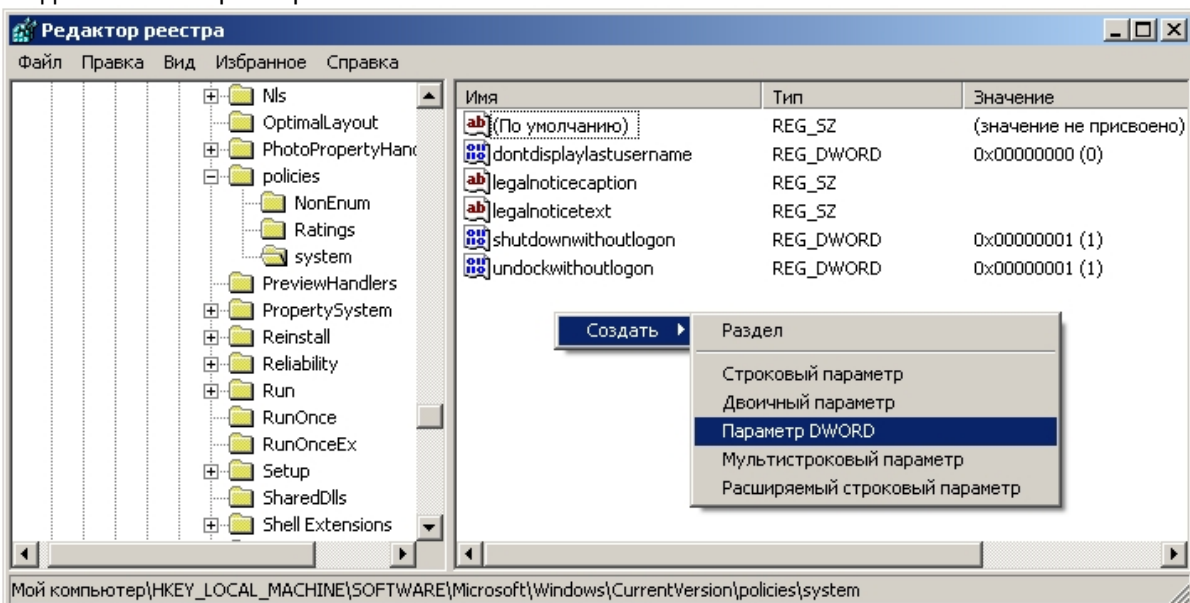 Редактор реестра
Файл Правка Вид Избранное Справка
Nls
OptimalLayout
PhotoPropertyHand
policies
NonEnum
Ratings
system
PreviewHandlers
PropertySystem
Reinstall
Reliability
Run
RunOnce
RunOnceEx
Setup
SharedDlls
Shell Extensions
Имя Тип Значение
(По умолчанию) REG_SZ (значение не присвоено)
dontdisplaylastusername REG_DWORD 0x00000000 (0)
legalnoticecaption REG_SZ
legalnoticetext REG_SZ
shutdownwithoutlogon REG_DWORD 0x00000001 (1)
undockwithoutlogon REG_DWORD 0x00000001 (1)
Создать
Раздел
Строковый параметр
Двоичный параметр
Параметр DWORD
Мультистроковый параметр
Расширяемый строковый параметр
Мой компьютер\HKEY_LOCAL_MACHINE\SOFTWARE\Microsoft\Windows\CurrentVersion\policies\system